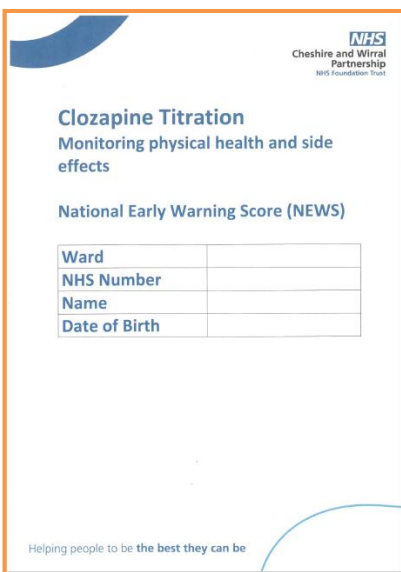 NHS
Cheshire and Wirral
Partnership
NHS Foundation Trust
Clozapine Titration
Monitoring physical health and side
effects
National Early Warning Score (NEWS)
Ward
NHS Number
Name
Date of Birth
Helping people to be the best they can be